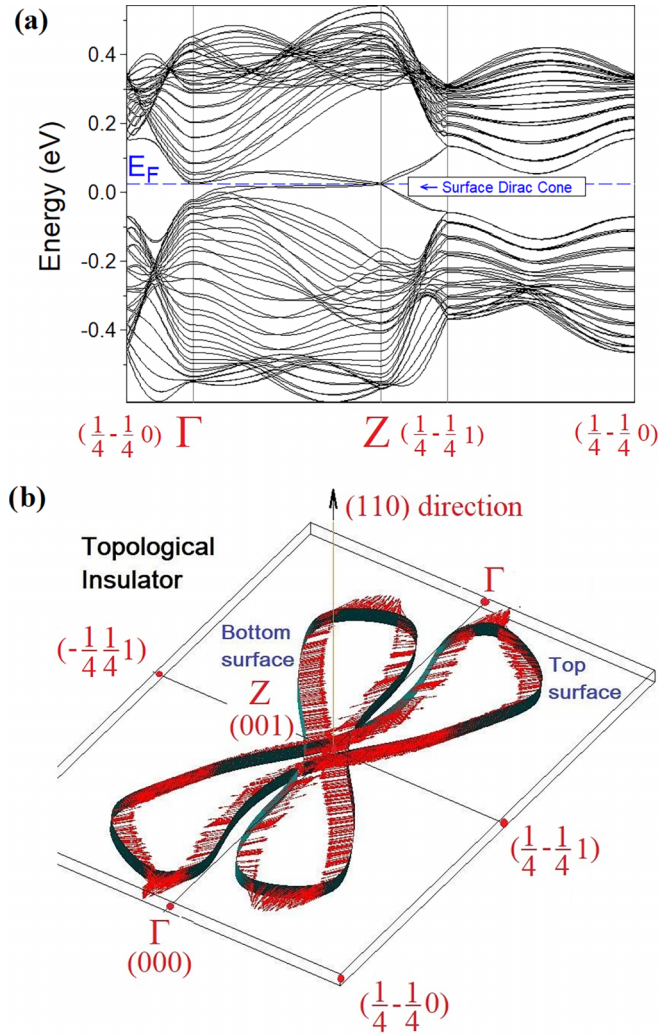 (a)
0.4
0.2
0.0
-0.2
-0.4
Energy (eV)
E_F
← Surface Dirac Cone
(1/4 -1/4 0) Γ Z (1/4 -1/4 1) (1/4 -1/4 0)
(b)
(110) direction
Topological
Insulator
Γ
(-1/4 1/4 1)
Bottom
surface
Top
surface
Z
(001)
(1/4 -1/4 1)
Γ
(000)
(1/4 -1/4 0)